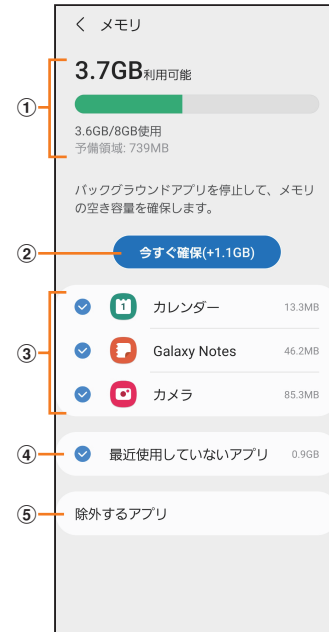 メモリ
3.7GB利用可能
①
3.6GB/8GB使用
予備領域: 739MB
バックグラウンドアプリを停止して、メモリ
の空き容量を確保します。
② 今すぐ確保(+1.1GB)
1 カレンダー 13.3MB
③ Galaxy Notes 46.2MB
カメラ 85.3MB
④ 最近使用していないアプリ 0.9GB
⑤ 除外するアプリ